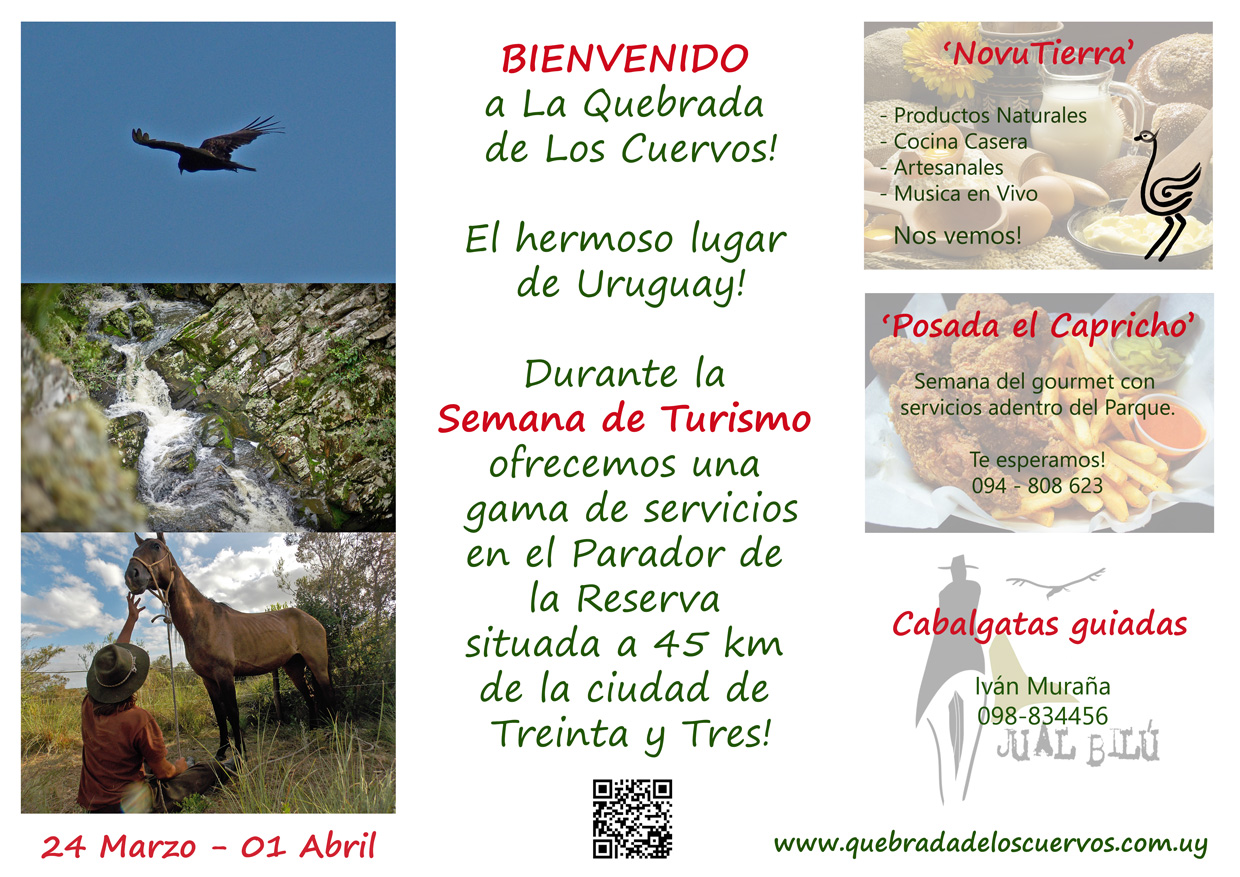 24 Marzo - 01 Abril
BIENVENIDO
a La Quebrada
de Los Cuervos!
El hermoso lugar
de Uruguay!
Durante la
Semana de Turismo
ofrecemos una
gama de servicios
en el Parador de
la Reserva
situada a 45 km
de la ciudad de
Treinta y Tres!
‘NovuTierra’
- Productos Naturales
- Cocina Casera
- Artesanales
- Musica en Vivo
Nos vemos!
‘Posada el Capricho’
Semana del gourmet con
servicios adentro del Parque.
Te esperamos!
094 - 808 623
Cabalgatas guiadas
Iván Muraña
098-834456
JUAL BILÚ
www.quebradadeloscuervos.com.uy